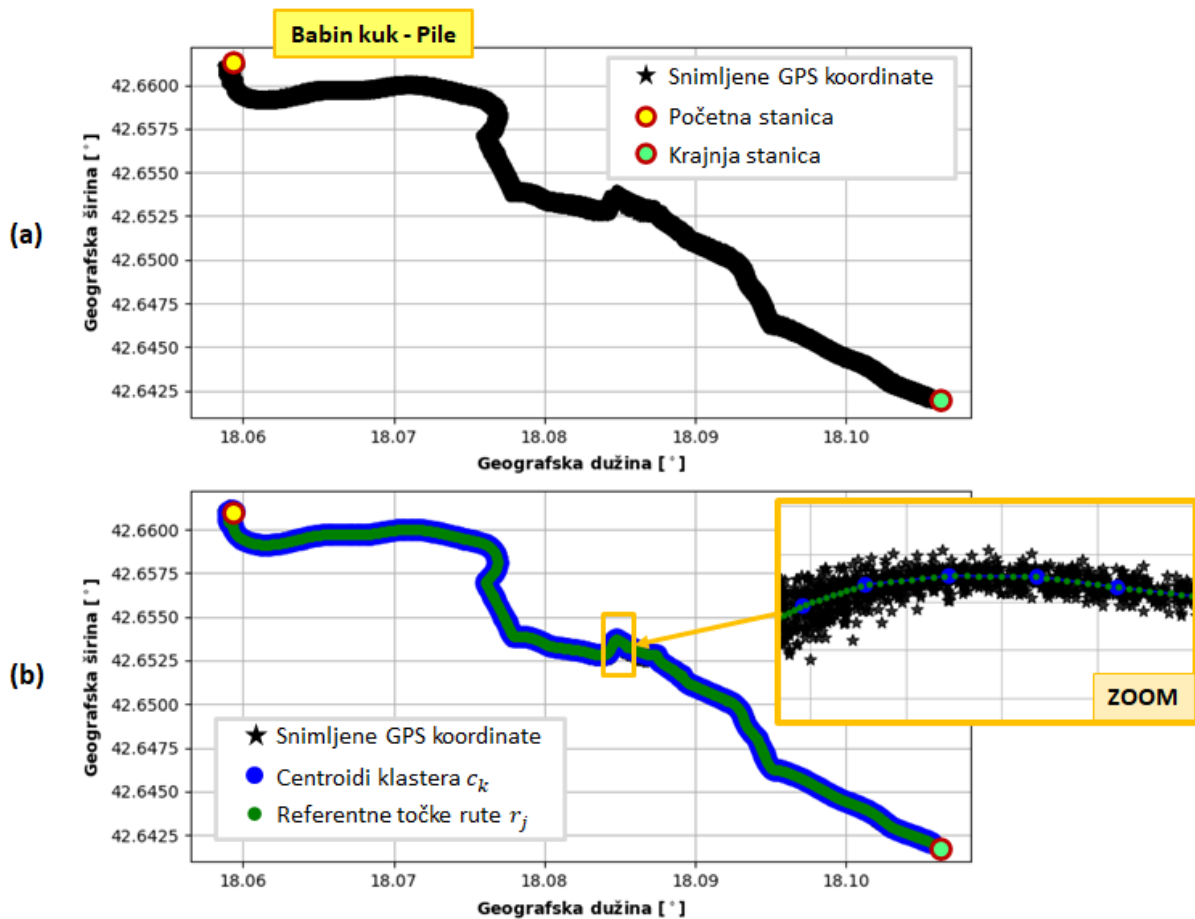 Babin kuk - Pile
Snimljene GPS koordinate
Početna stanica
Krajnja stanica
(a)
Geografska širina [°]
42.6600
42.6575
42.6550
42.6525
42.6500
42.6475
42.6450
42.6425
18.06 18.07 18.08 18.09 18.10
Geografska dužina [°]
(b)
Geografska širina [°]
42.6600
42.6575
42.6550
42.6525
42.6500
42.6475
42.6450
42.6425
ZOOM
Snimljene GPS koordinate
Centroidi klastera cₖ
Referentne točke rute rⱼ
18.06 18.07 18.08 18.09 18.10
Geografska dužina [°]